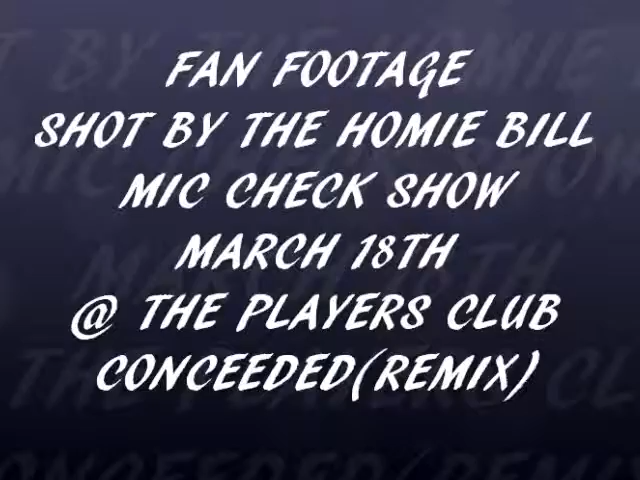 FAN FOOTAGE
SHOT BY THE HOMIE BILL
MIC CHECK SHOW
MARCH 18TH
@ THE PLAYERS CLUB
CONCEEDED(REMIX)